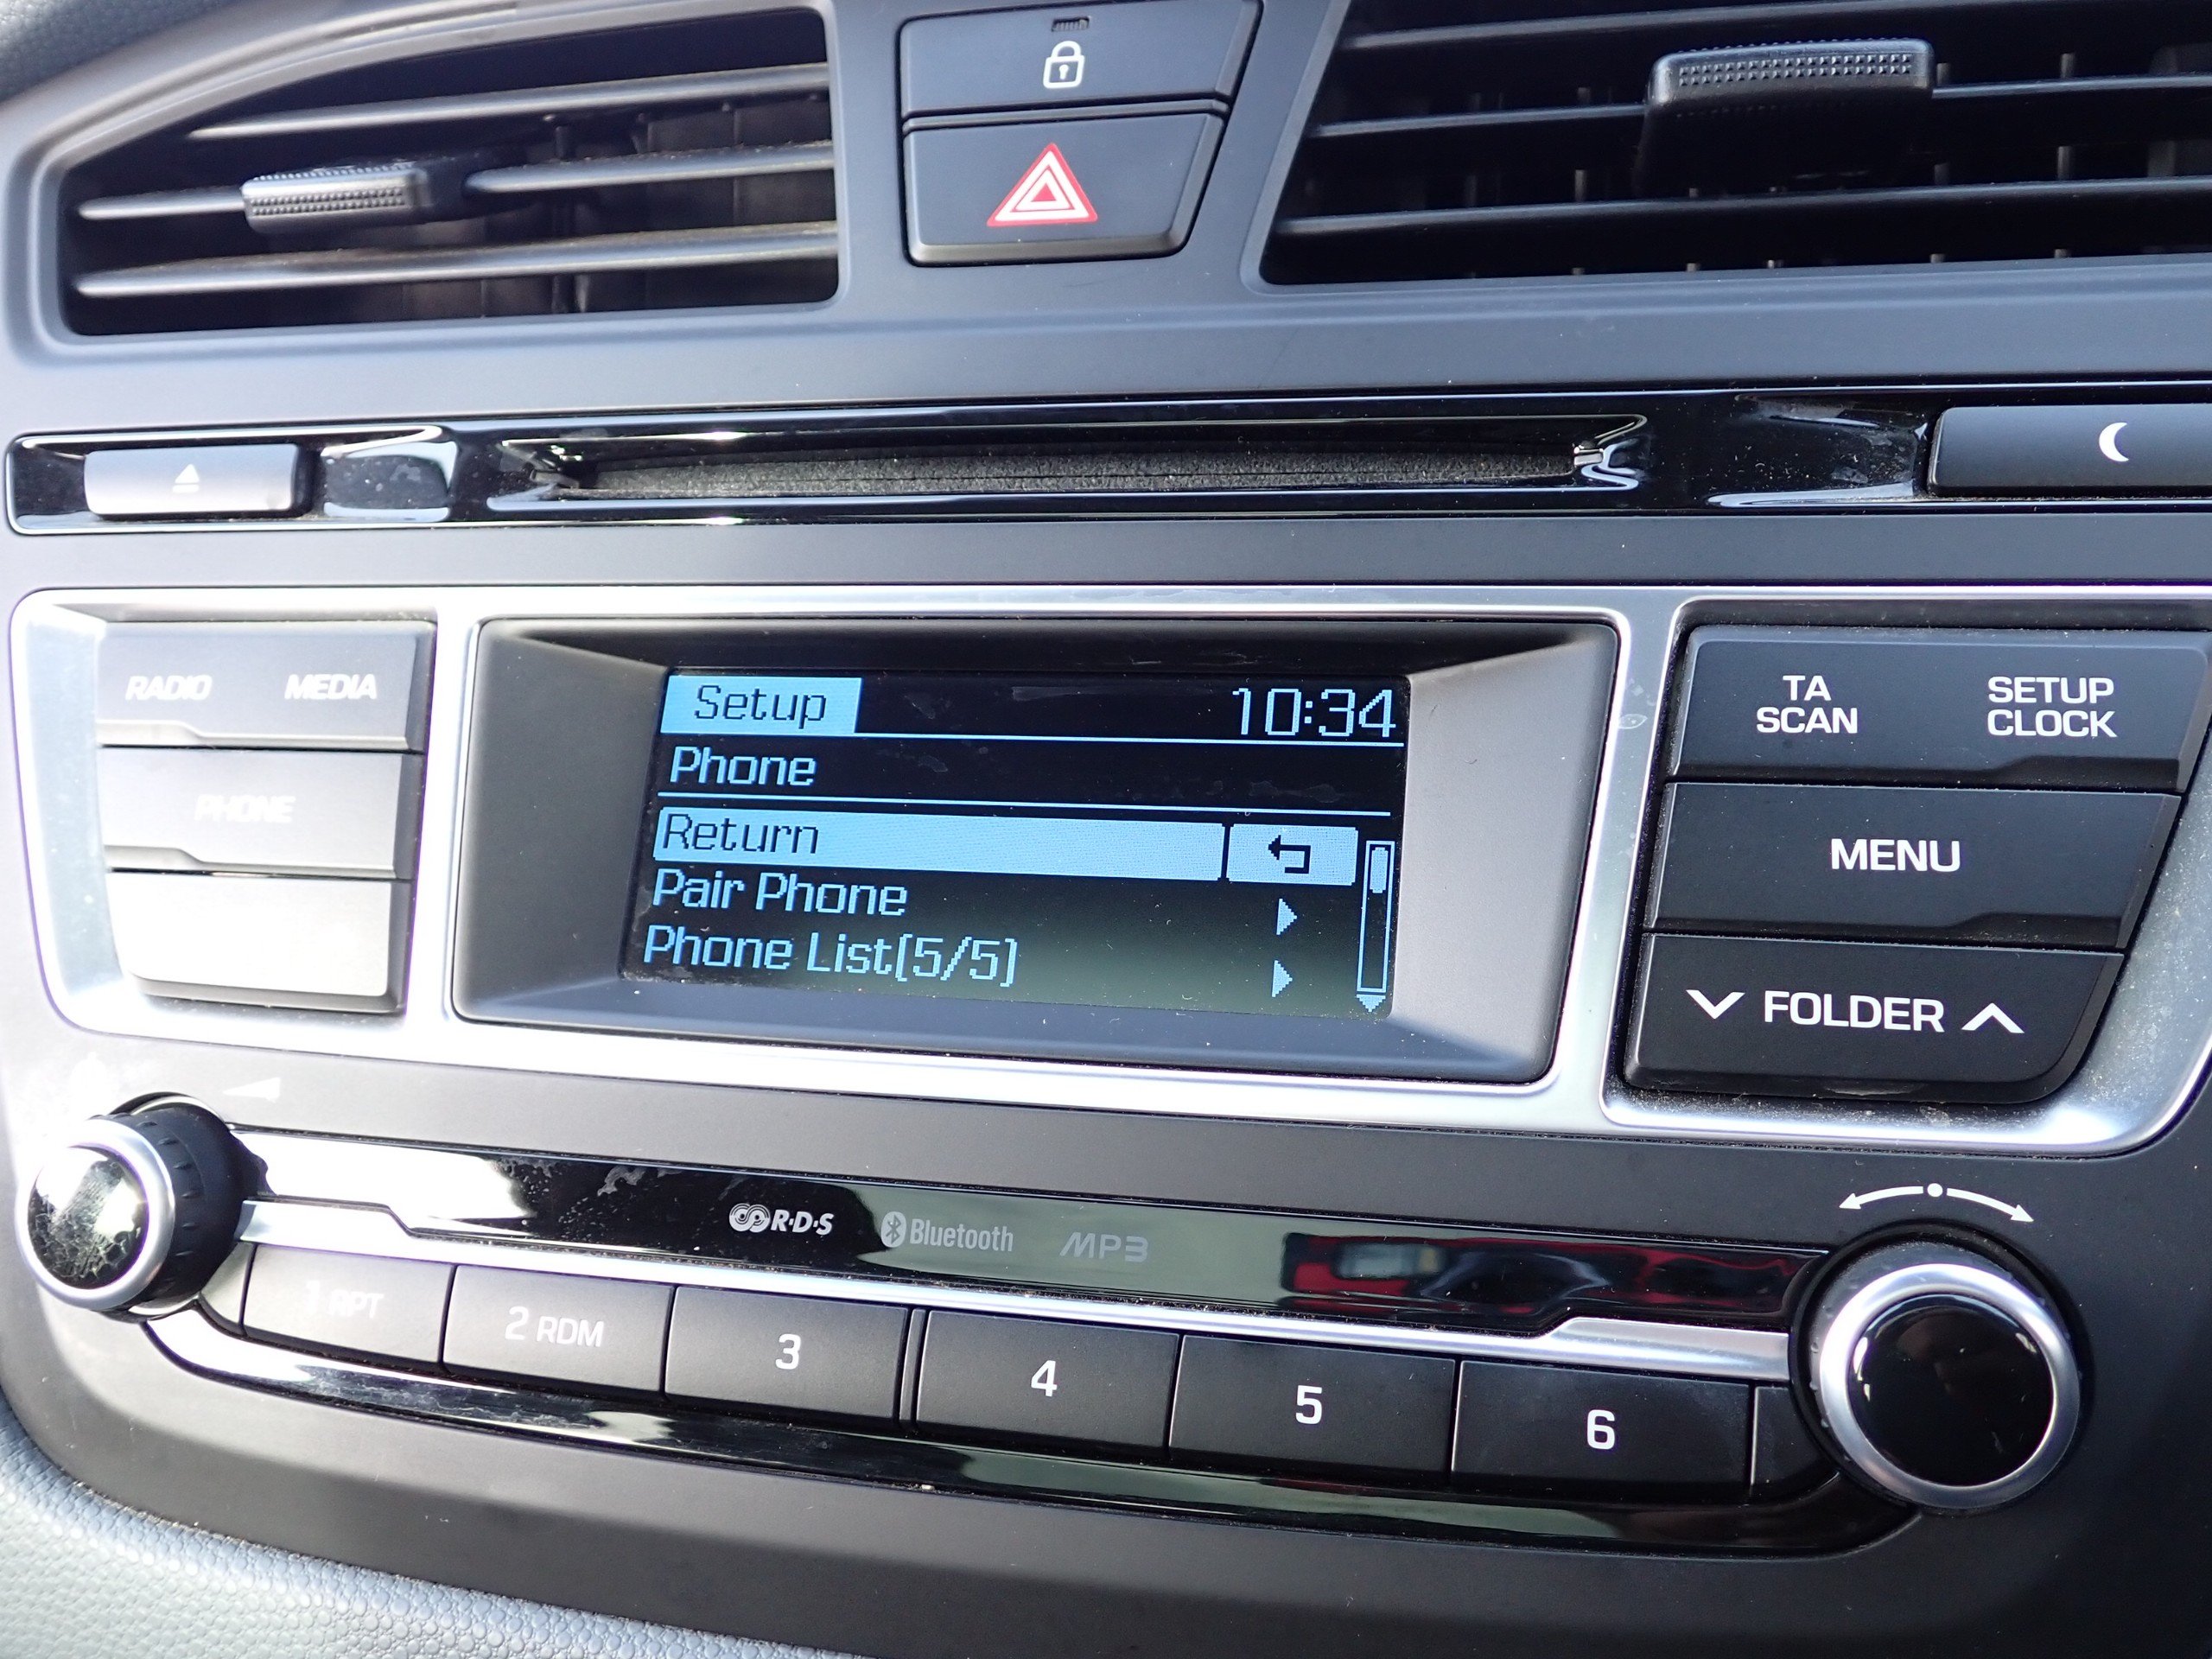 RADIO MEDIA
PHONE
Setup 10:34
Phone
Return
Pair Phone
Phone List(5/5)
TA
SCAN
SETUP
CLOCK
MENU
FOLDER
R·D·S Bluetooth MP3
1 RPT
2 RDM
3
4
5
6